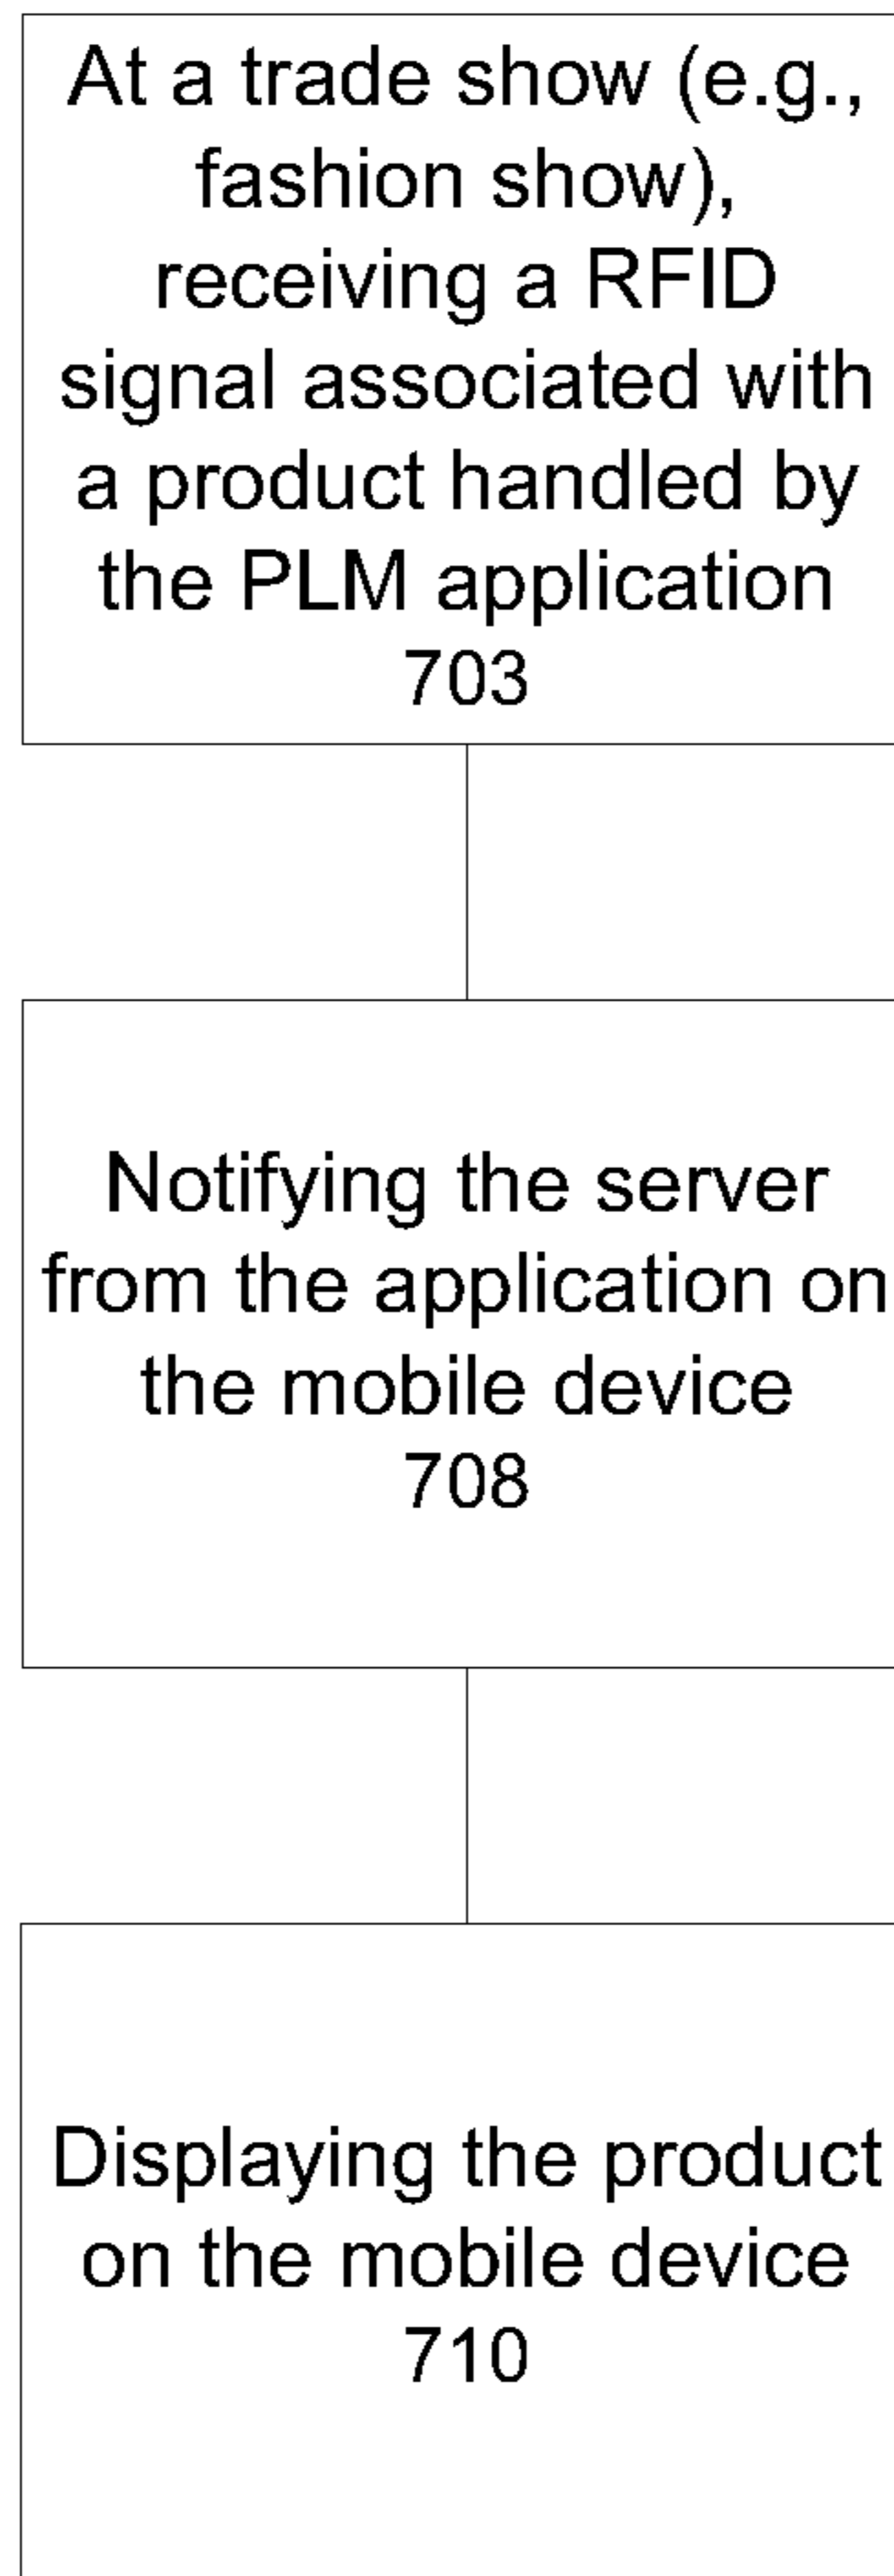 At a trade show (e.g.,
fashion show),
receiving a RFID
signal associated with
a product handled by
the PLM application
703
Notifying the server
from the application on
the mobile device
708
Displaying the product
on the mobile device
710